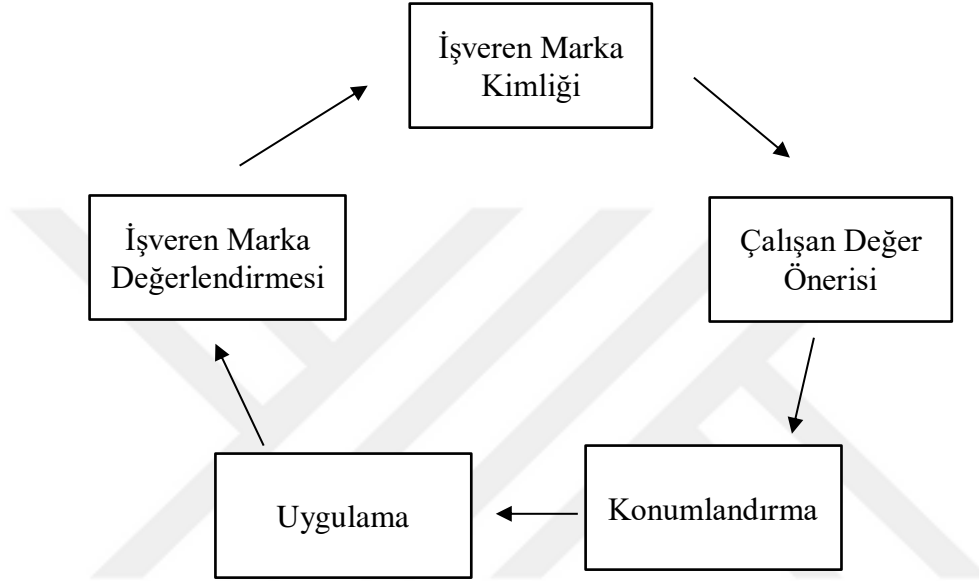 İşveren Marka
Kimliği
İşveren Marka
Değerlendirmesi
Çalışan Değer
Önerisi
Uygulama
Konumlandırma